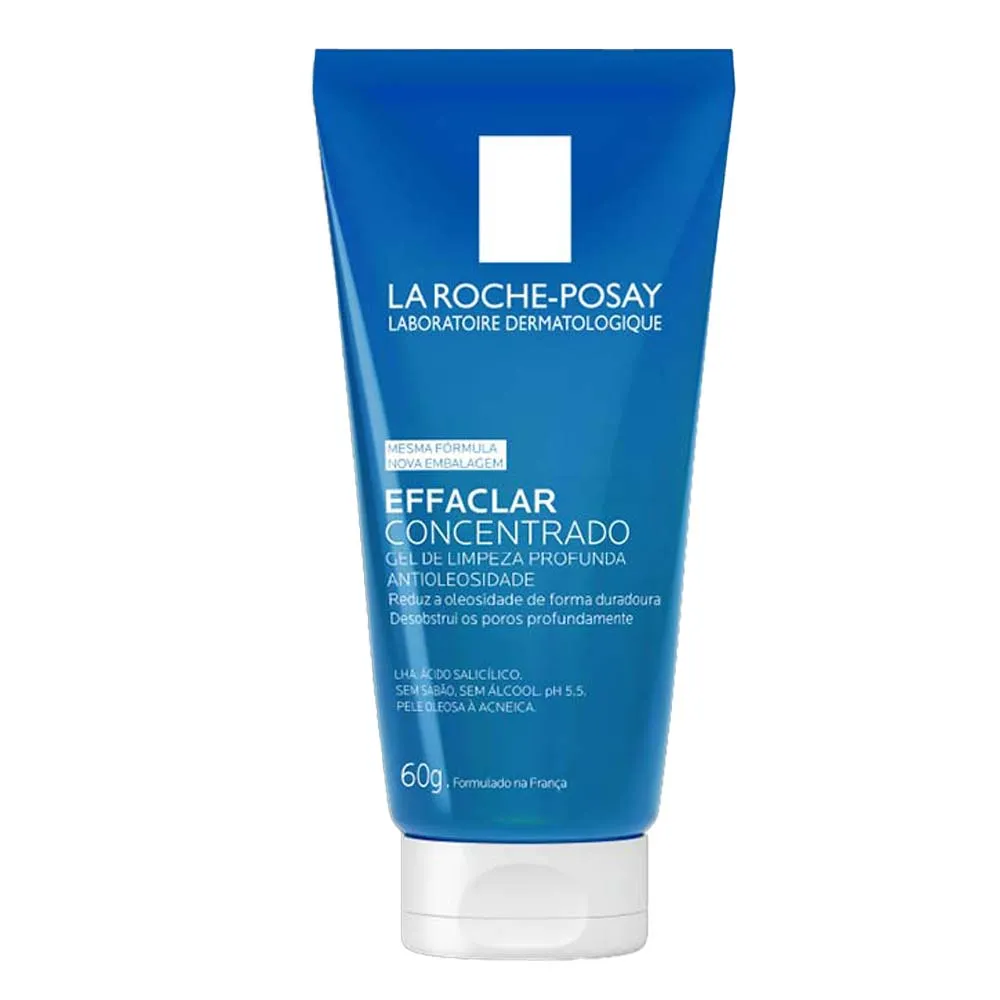 LA ROCHE-POSAY
LABORATOIRE DERMATOLOGIQUE
MESMA FÓRMULA
NOVA EMBALAGEM
EFFACLAR
CONCENTRADO
GEL DE LIMPEZA PROFUNDA
ANTIOLEOSIDADE
Reduz a oleosidade de forma duradoura
Desobstrui os poros profundamente
LHA. ÁCIDO SALICÍLICO.
SEM SABÃO, SEM ÁLCOOL. pH 5.5.
PELE OLEOSA À ACNEICA.
60g. Formulado na França